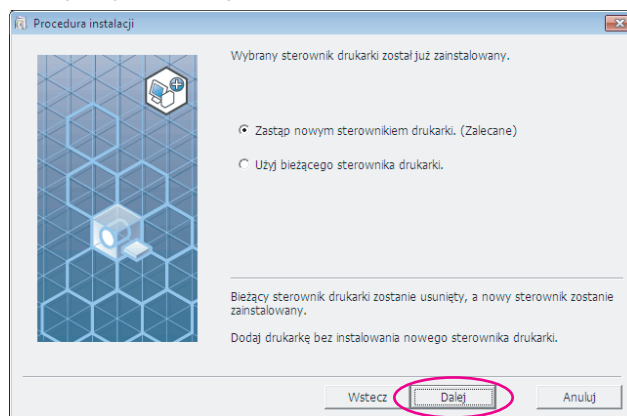 Procedura instalacji
Wybrany sterownik drukarki został już zainstalowany.
Zastąp nowym sterownikiem drukarki. (Zalecane)
Użyj bieżącego sterownika drukarki.
Bieżący sterownik drukarki zostanie usunięty, a nowy sterownik zostanie
zainstalowany.
Dodaj drukarkę bez instalowania nowego sterownika drukarki.
Wstecz
Dalej
Anuluj